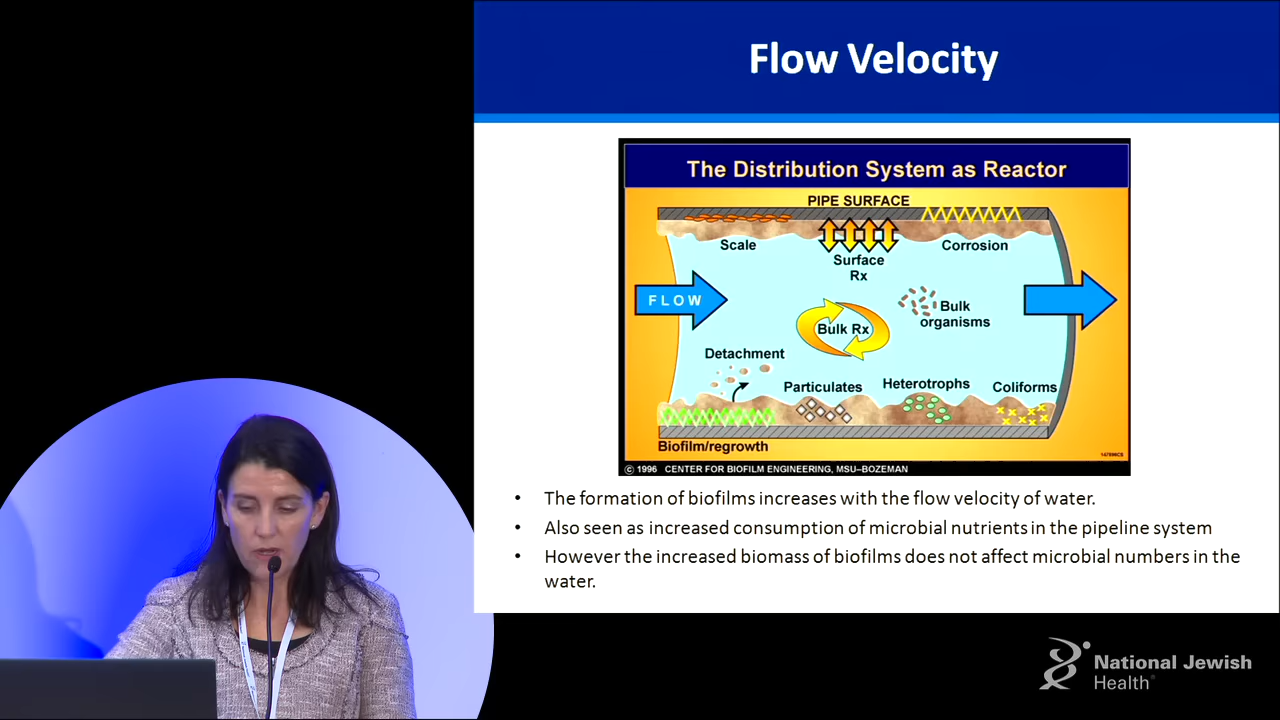 Flow Velocity
The Distribution System as Reactor
PIPE SURFACE
Scale
Corrosion
Surface
Rx
FLOW
Bulk
organisms
Bulk Rx
Detachment
Particulates
Heterotrophs
Coliforms
Biofilm/regrowth
© 1996 CENTER FOR BIOFILM ENGINEERING, MSU–BOZEMAN
• The formation of biofilms increases with the flow velocity of water.
• Also seen as increased consumption of microbial nutrients in the pipeline system
• However the increased biomass of biofilms does not affect microbial numbers in the
water.
National Jewish
Health®